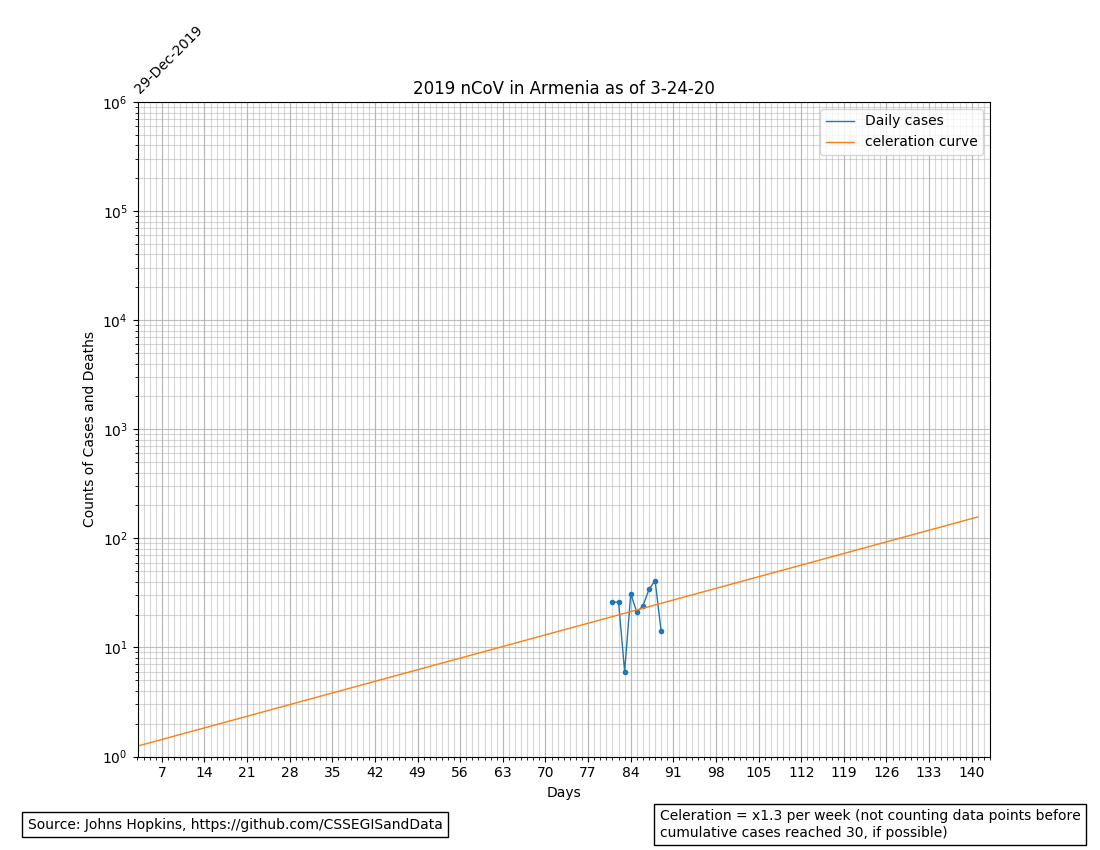 29-Dec-2019
2019 nCoV in Armenia as of 3-24-20
Daily cases
celeration curve
Counts of Cases and Deaths
10^6
10^5
10^4
10^3
10^2
10^1
10^0
7 14 21 28 35 42 49 56 63 70 77 84 91 98 105 112 119 126 133 140
Days
Source: Johns Hopkins, https://github.com/CSSEGISandData
Celeration = x1.3 per week (not counting data points before
cumulative cases reached 30, if possible)